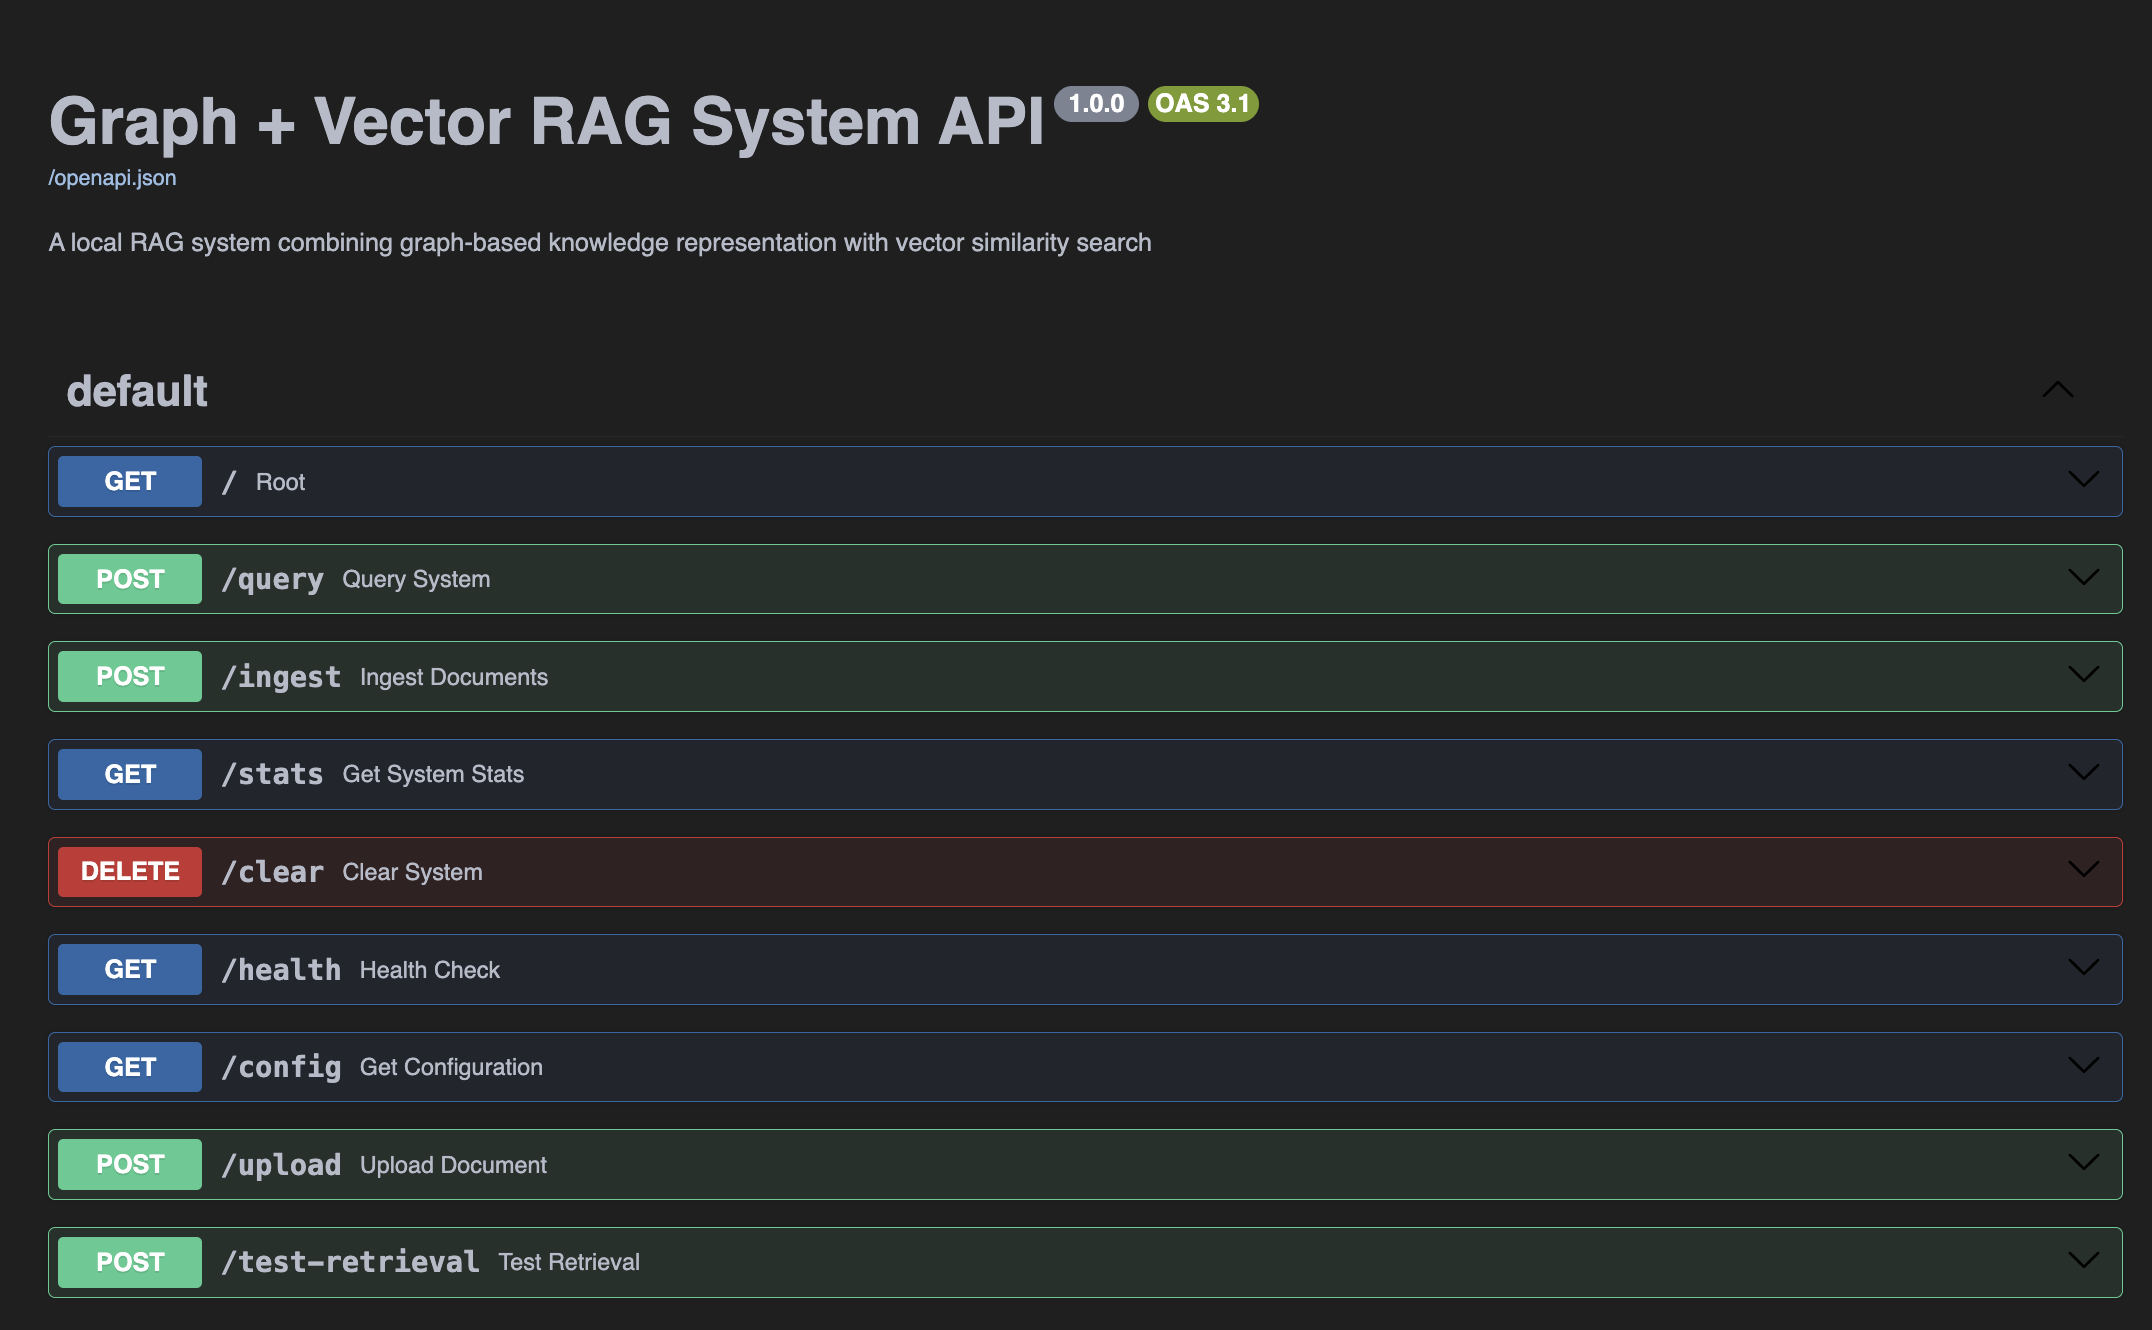 Graph + Vector RAG System API 1.0.0 OAS 3.1
/openapi.json
A local RAG system combining graph-based knowledge representation with vector similarity search
default
GET / Root
POST /query Query System
POST /ingest Ingest Documents
GET /stats Get System Stats
DELETE /clear Clear System
GET /health Health Check
GET /config Get Configuration
POST /upload Upload Document
POST /test-retrieval Test Retrieval